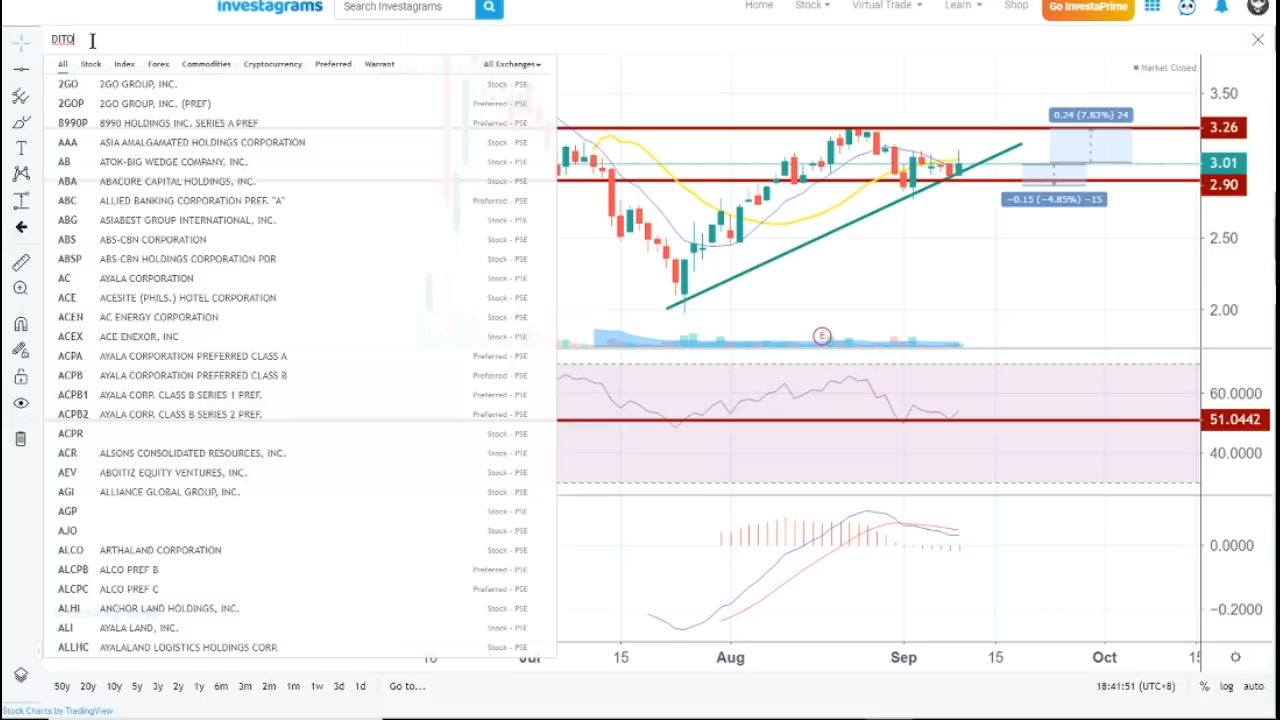 investagrams Search Investagrams Home Stock Virtual Trade Learn Shop Go InvestaPrime
DITO
All Stock Index Forex Commodities Cryptocurrency Preferred Warrant All Exchanges
2GO 2GO GROUP, INC. Stock - PSE
2GOP 2GO GROUP, INC. (PREF) Preferred - PSE
8990P 8990 HOLDINGS INC. SERIES A PREF Preferred - PSE
AAA ASIA AMALGAMATED HOLDINGS CORPORATION Stock - PSE
AB ATOK-BIG WEDGE COMPANY, INC. Stock - PSE
ABA ABACORE CAPITAL HOLDINGS, INC. Stock - PSE
ABC ALLIED BANKING CORPORATION PREF. "A" Preferred - PSE
ABG ASIABEST GROUP INTERNATIONAL, INC. Stock - PSE
ABS ABS-CBN CORPORATION Stock - PSE
ABSP ABS-CBN HOLDINGS CORPORATION PDR Stock - PSE
AC AYALA CORPORATION Stock - PSE
ACE ACESITE (PHILS.) HOTEL CORPORATION Stock - PSE
ACEN AC ENERGY CORPORATION Stock - PSE
ACEX ACE ENEXOR, INC Stock - PSE
ACPA AYALA CORPORATION PREFERRED CLASS A Preferred - PSE
ACPB AYALA CORPORATION PREFERRED CLASS B Preferred - PSE
ACPB1 AYALA CORP. CLASS B SERIES 1 PREF. Preferred - PSE
ACPB2 AYALA CORP. CLASS B SERIES 2 PREF. Preferred - PSE
ACPR Stock - PSE
ACR ALSONS CONSOLIDATED RESOURCES, INC. Stock - PSE
AEV ABOITIZ EQUITY VENTURES, INC. Stock - PSE
AGI ALLIANCE GLOBAL GROUP, INC. Stock - PSE
AGP Stock - PSE
AJO Stock - PSE
ALCO ARTHALAND CORPORATION Stock - PSE
ALCPB ALCO PREF B Preferred - PSE
ALCPC ALCO PREF C Preferred - PSE
ALHI ANCHOR LAND HOLDINGS, INC. Stock - PSE
ALI AYALA LAND, INC. Stock - PSE
ALLHC AYALALAND LOGISTICS HOLDINGS CORP. Stock - PSE
Market Closed
3.50
0.24 (7.83%) 24
3.26
3.01
2.90
−0.15 (−4.85%) −15
2.50
2.00
E
60.0000
51.0442
40.0000
0.0000
−0.2000
Jul 15 Aug Sep 15 Oct
50y 20y 10y 5y 3y 2y 1y 6m 3m 2m 1m 1w 3d 1d Go to... 18:41:51 (UTC+8) % log auto
Stock Charts by TradingView